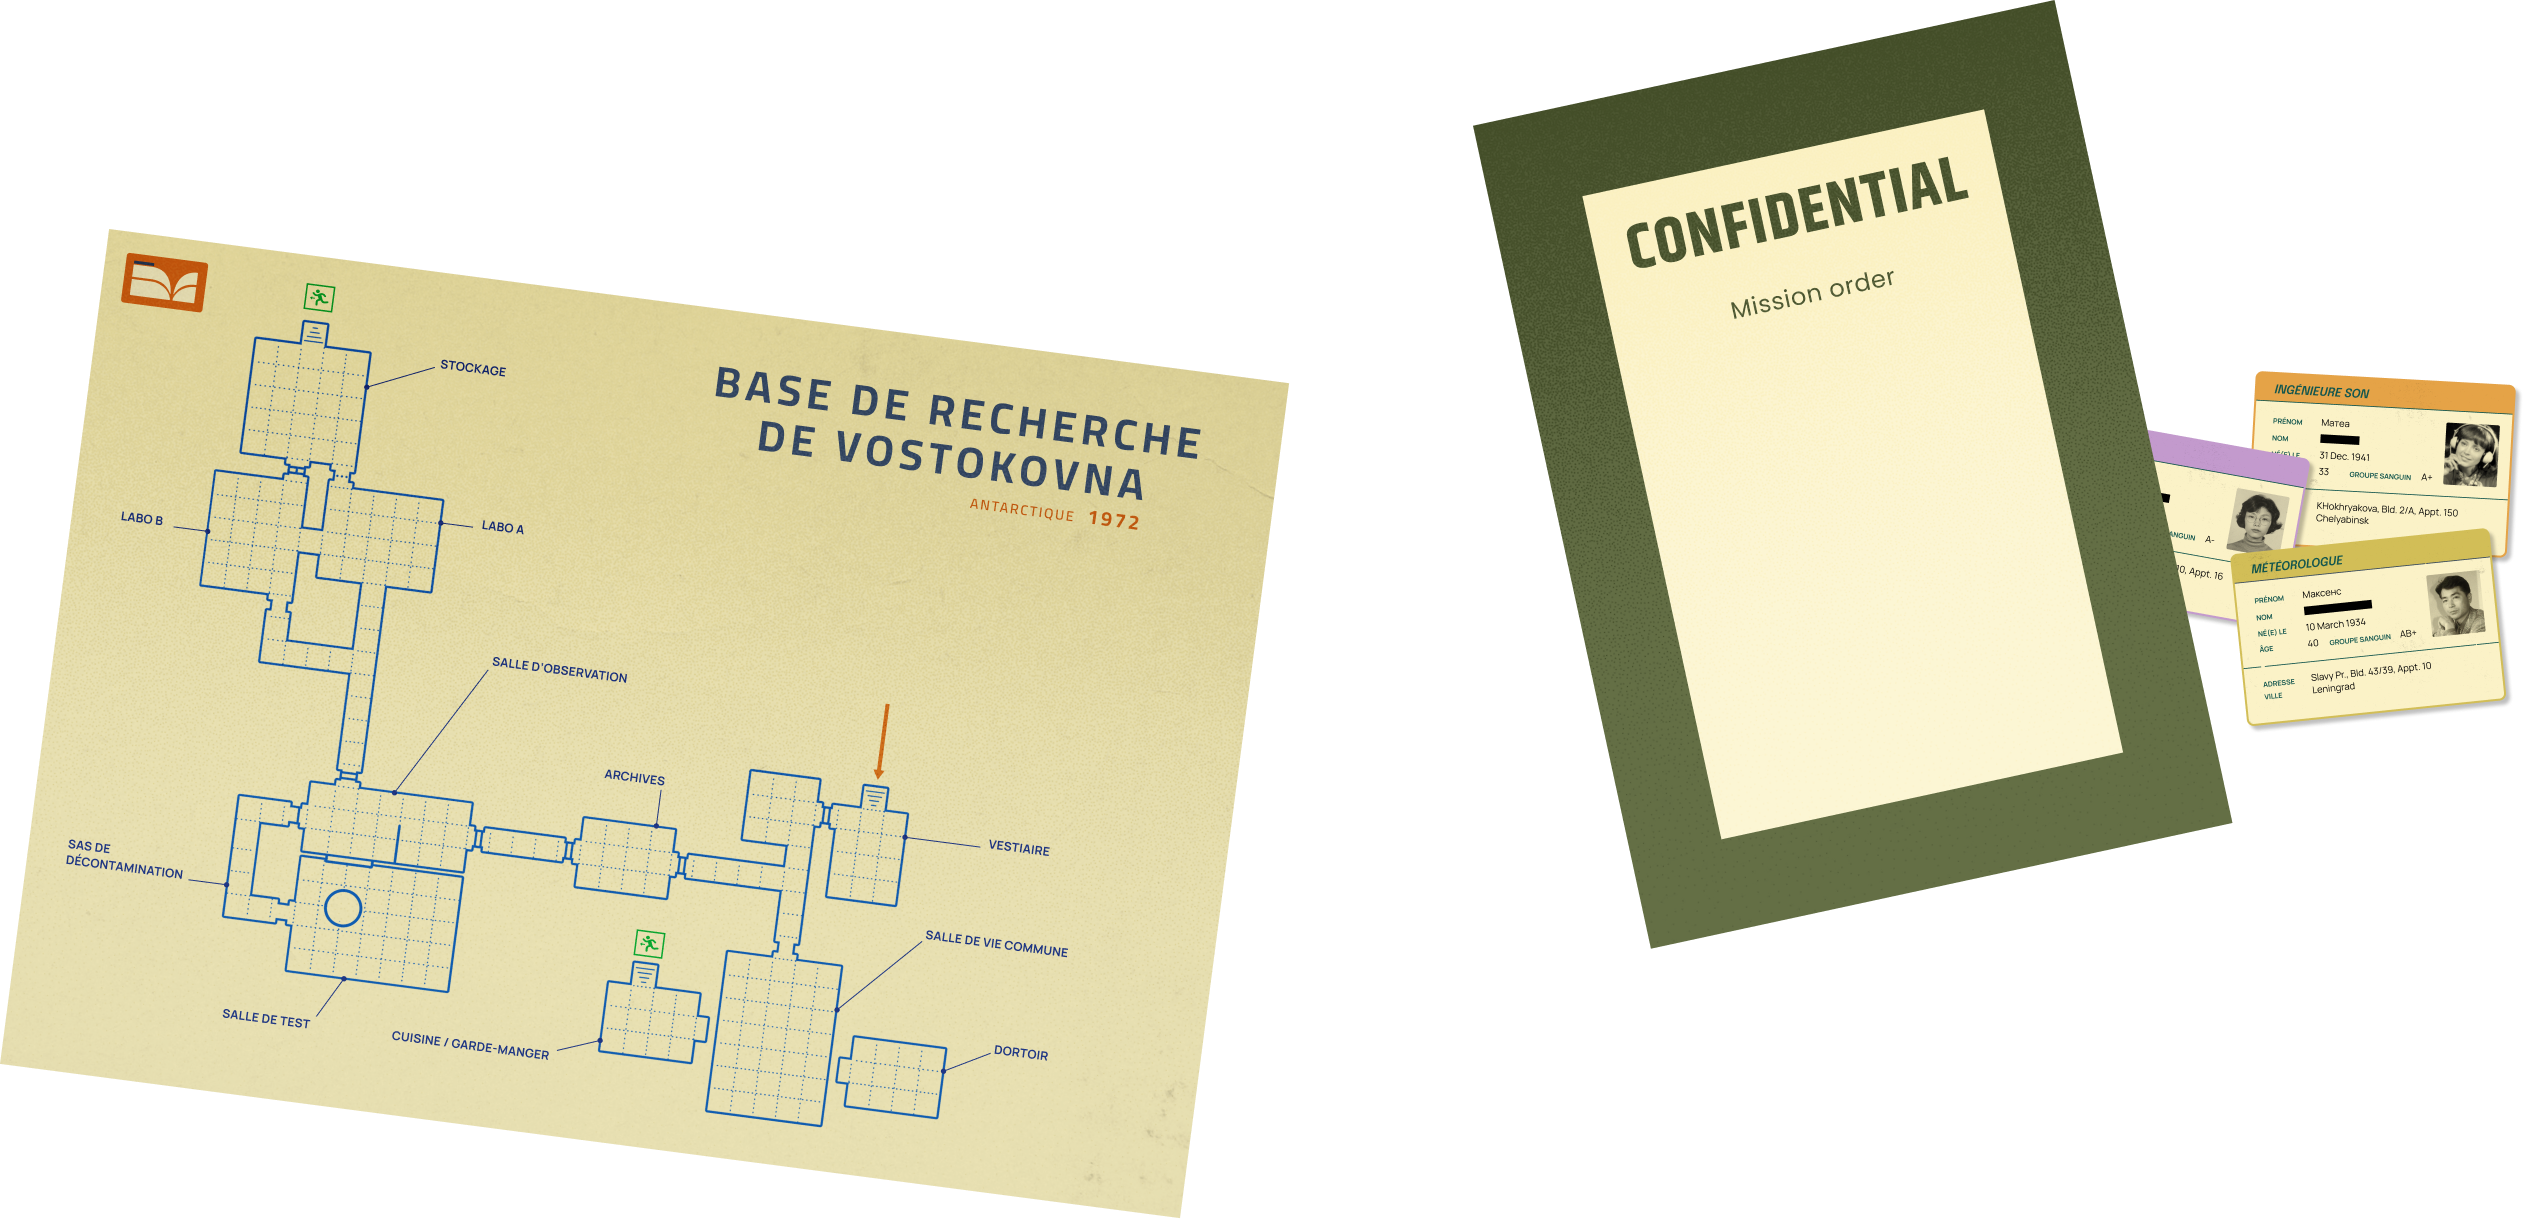 BASE DE RECHERCHE
DE VOSTOKOVNA
ANTARCTIQUE 1972
STOCKAGE
LABO B
LABO A
SALLE D'OBSERVATION
ARCHIVES
VESTIAIRE
SAS DE
DÉCONTAMINATION
SALLE DE VIE COMMUNE
SALLE DE TEST
CUISINE / GARDE-MANGER
DORTOIR
CONFIDENTIAL
Mission order
INGÉNIEURE SON
PRÉNOM Матеа
NOM
31 Dec. 1941
33 GROUPE SANGUIN A+
KHokhryakova, Bld. 2/A, Appt. 150
Chelyabinsk
A-
10, Appt. 16
MÉTÉOROLOGUE
PRÉNOM Максенс
NOM
NÉ(E) LE 10 March 1934
ÂGE 40 GROUPE SANGUIN AB+
ADRESSE Slavy Pr., Bld. 43/39, Appt. 10
VILLE Leningrad